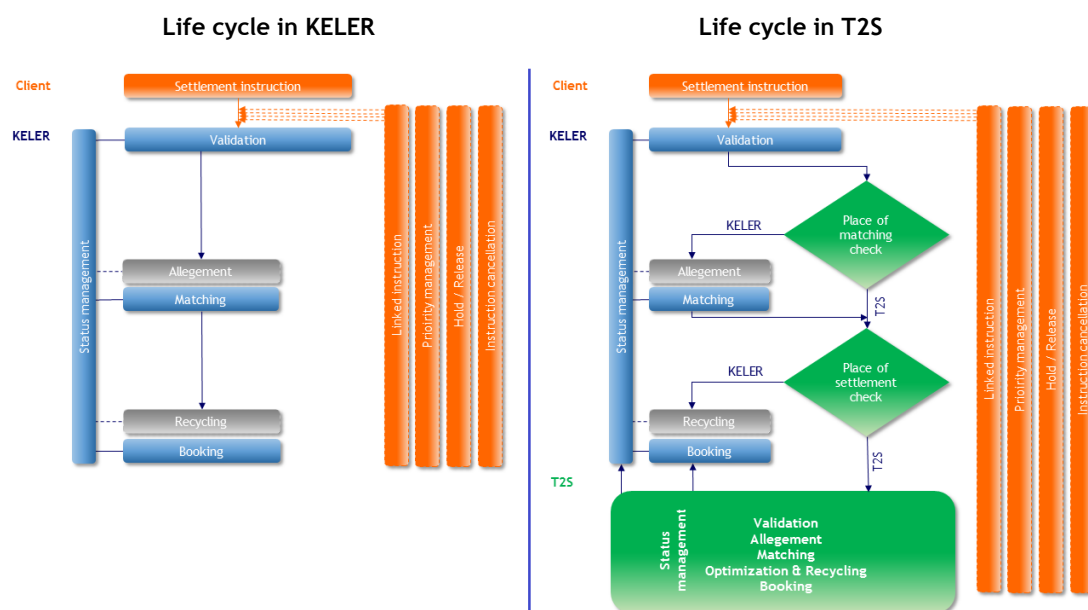 Life cycle in KELER
Client
Settlement instruction
KELER
Validation
Status management
Allegement
Matching
Recycling
Booking
Linked instruction
Prioirity management
Hold / Release
Instruction cancellation
Life cycle in T2S
Client
Settlement instruction
KELER
Validation
Place of
matching
check
KELER
Status management
Allegement
Matching
T2S
Place of
settlement
check
KELER
Recycling
Booking
T2S
Linked instruction
Prioirity management
Hold / Release
Instruction cancellation
T2S
Status
management
Validation
Allegement
Matching
Optimization & Recycling
Booking